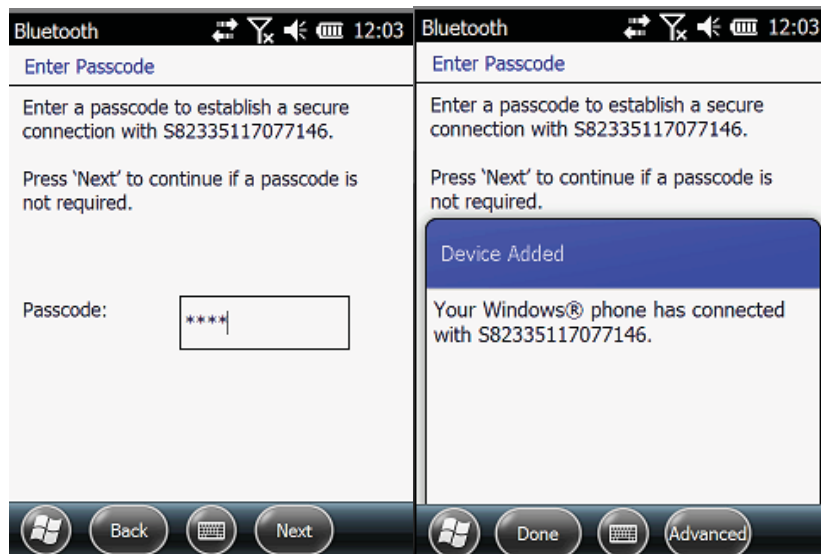 Bluetooth 12:03
Enter Passcode
Enter a passcode to establish a secure
connection with S82335117077146.
Press `Next' to continue if a passcode is
not required.
Passcode:
****
Back Next
Bluetooth 12:03
Enter Passcode
Enter a passcode to establish a secure
connection with S82335117077146.
Press `Next' to continue if a passcode is
not required.
Device Added
Your Windows® phone has connected
with S82335117077146.
Done Advanced